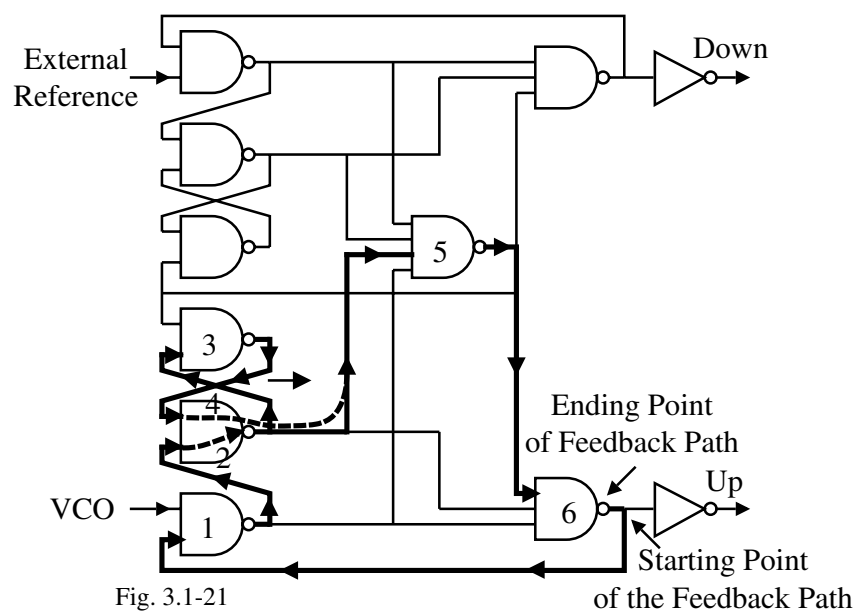 External
Reference
Down
5
3
4
2
Ending Point
of Feedback Path
VCO
1
6
Up
Starting Point
of the Feedback Path
Fig. 3.1-21